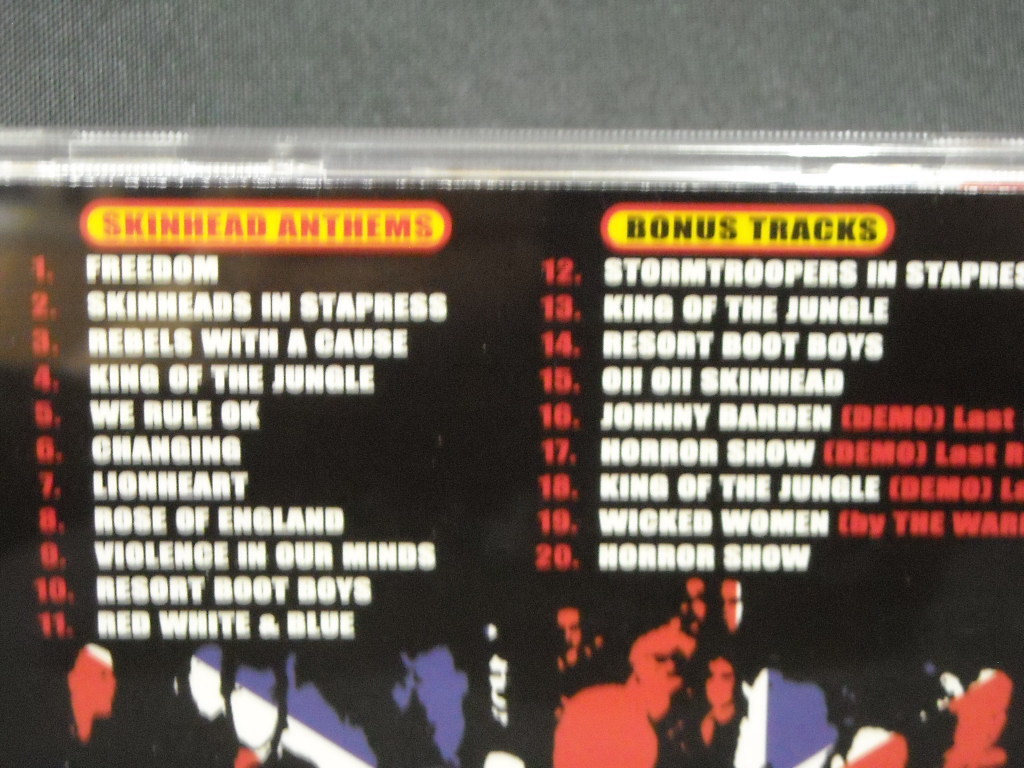 SKINHEAD ANTHEMS
1. FREEDOM
2. SKINHEADS IN STAPRESS
3. REBELS WITH A CAUSE
4. KING OF THE JUNGLE
5. WE RULE OK
6. CHANGING
7. LIONHEART
8. ROSE OF ENGLAND
9. VIOLENCE IN OUR MINDS
10. RESORT BOOT BOYS
11. RED WHITE & BLUE
BONUS TRACKS
12. STORMTROOPERS IN STAPRES
13. KING OF THE JUNGLE
14. RESORT BOOT BOYS
15. OI! OI! SKINHEAD
16. JOHNNY BARDEN (DEMO) Last
17. HORROR SHOW (DEMO) Last R
18. KING OF THE JUNGLE (DEMO) La
19. WICKED WOMEN (by THE WAR
20. HORROR SHOW